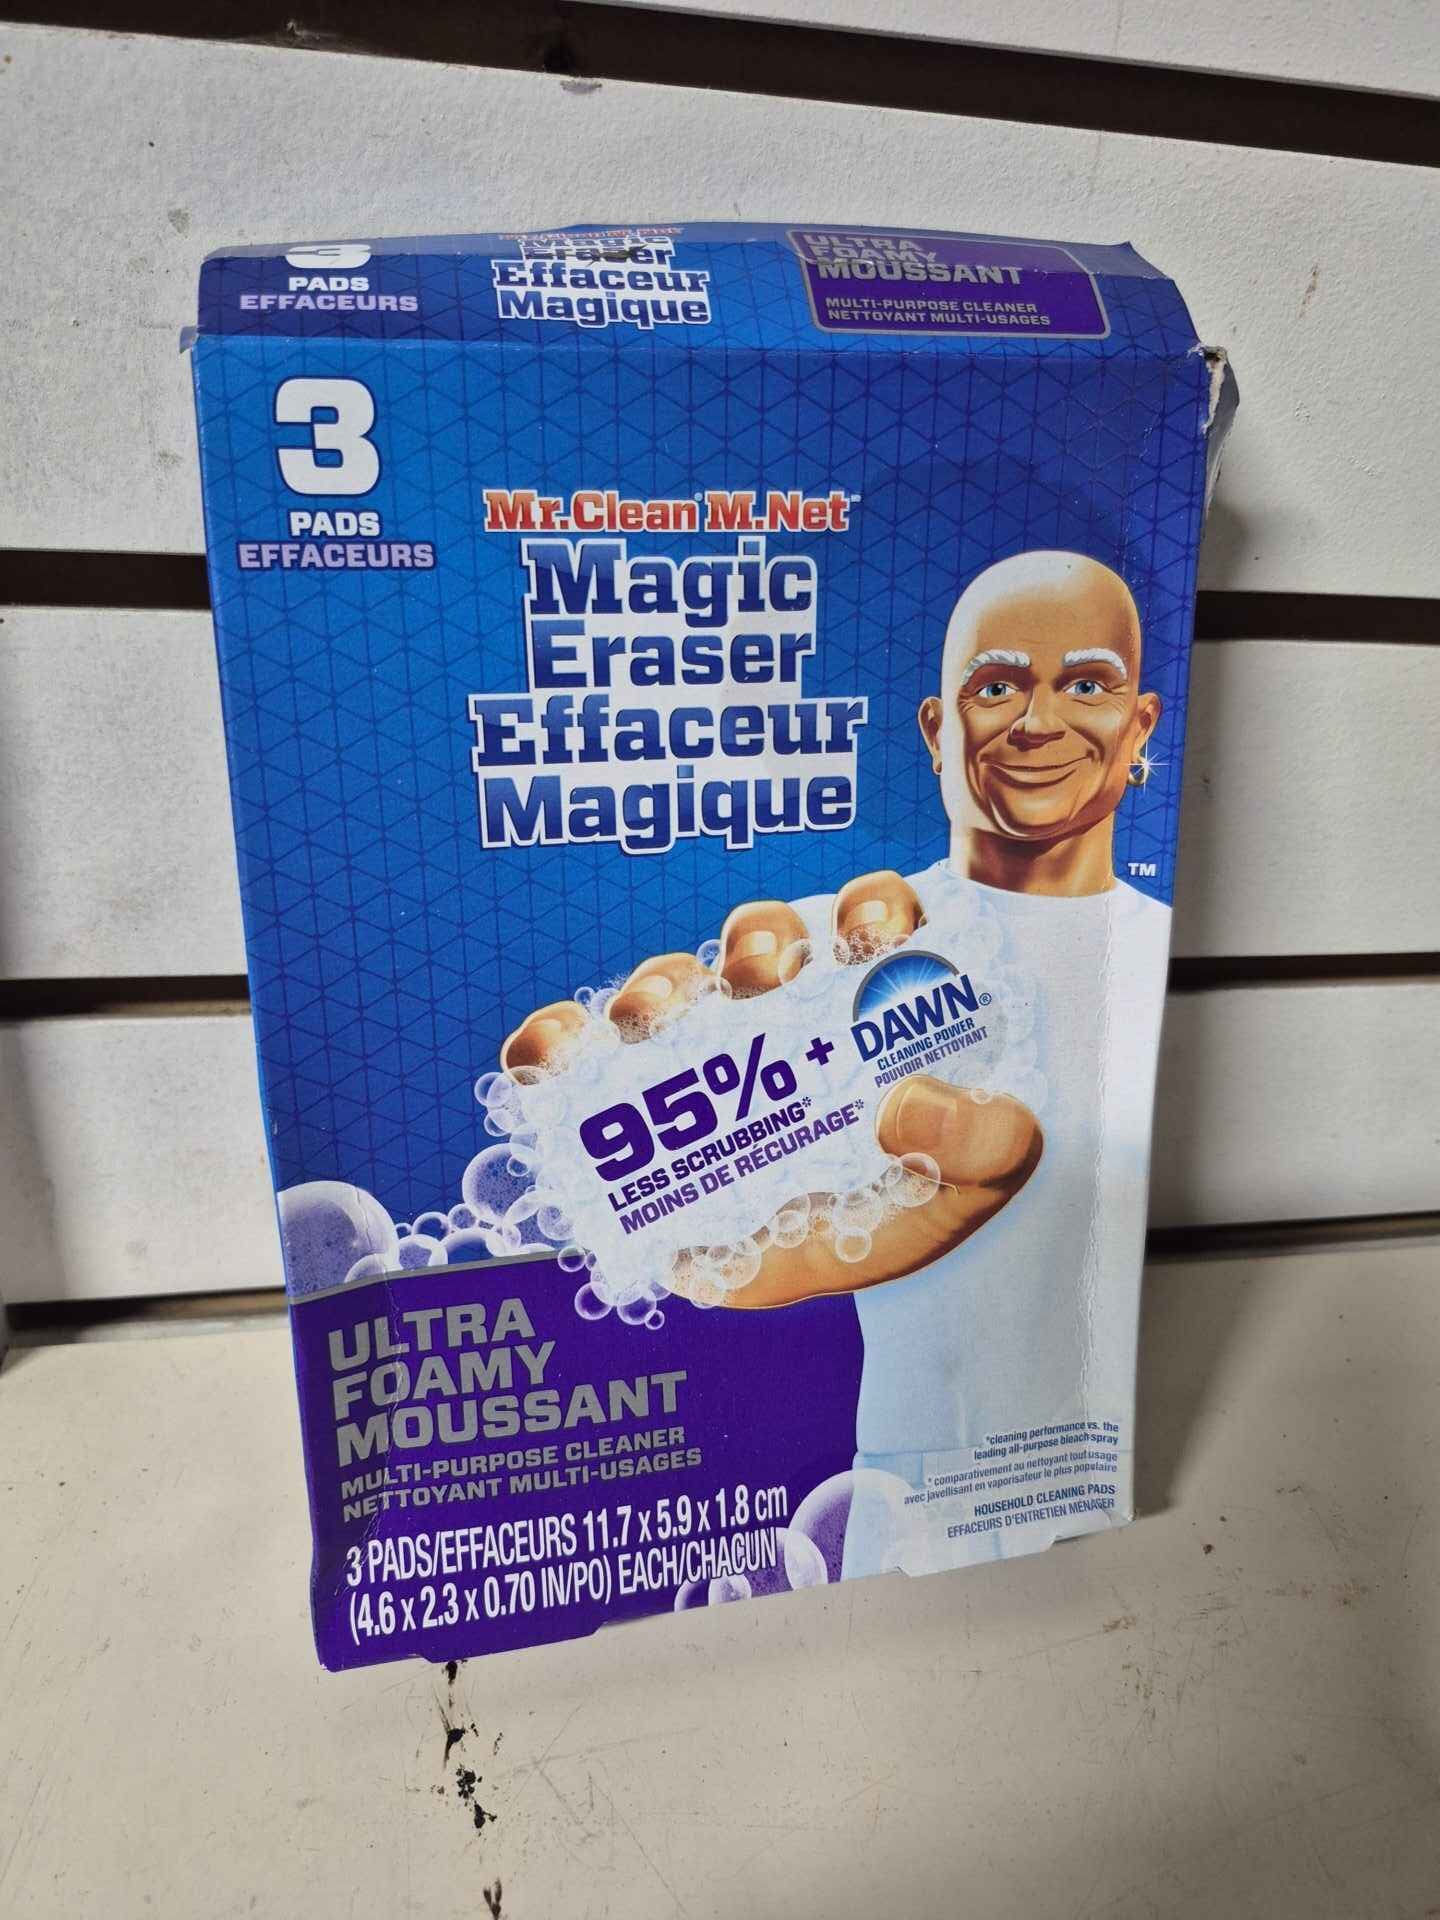 3
PADS
EFFACEURS
Mr.Clean M.Net
Magic
Eraser
Effaceur
Magique
ULTRA
FOAMY
MOUSSANT
MULTI-PURPOSE CLEANER
NETTOYANT MULTI-USAGES
3
PADS
EFFACEURS
Mr.Clean® M.Net™
Magic
Eraser
Effaceur
Magique
TM
95% +
LESS SCRUBBING*
MOINS DE RÉCURAGE*
DAWN®
CLEANING POWER
POUVOIR NETTOYANT
ULTRA
FOAMY
MOUSSANT
MULTI-PURPOSE CLEANER
NETTOYANT MULTI-USAGES
3 PADS/EFFACEURS 11.7 x 5.9 x 1.8 cm
(4.6 x 2.3 x 0.70 IN/PO) EACH/CHACUN
*cleaning performance vs. the
leading all-purpose bleach spray
* comparativement au nettoyant tout usage
avec javellisant en vaporisateur le plus populaire
HOUSEHOLD CLEANING PADS
EFFACEURS D'ENTRETIEN MÉNAGER